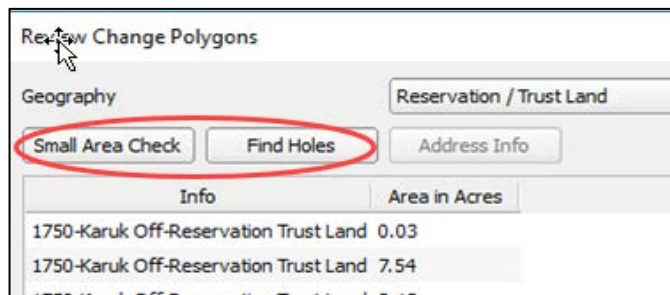 Review Change Polygons
Geography Reservation / Trust Land
Small Area Check Find Holes Address Info
Info Area in Acres
1750-Karuk Off-Reservation Trust Land 0.03
1750-Karuk Off-Reservation Trust Land 7.54